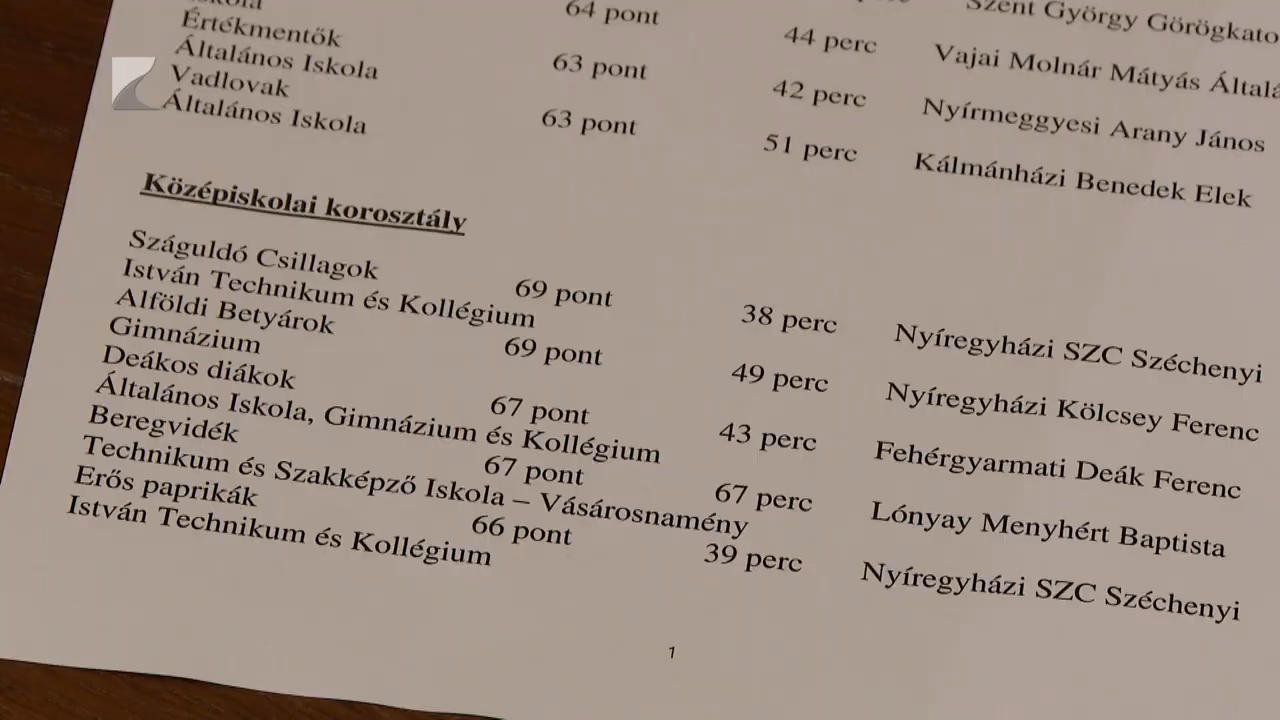 64 pont
Értékmentők 44 perc Szent György Görögkato
Általános Iskola 63 pont
Vadlovak 42 perc Vajai Molnár Mátyás Általá
Általános Iskola 63 pont
51 perc Nyírmeggyesi Arany János
Kálmánházi Benedek Elek
Középiskolai korosztály
Száguldó Csillagok 69 pont 38 perc Nyíregyházi SZC Széchenyi
István Technikum és Kollégium
Alföldi Betyárok 69 pont 49 perc Nyíregyházi Kölcsey Ferenc
Gimnázium
Deákos diákok 67 pont 43 perc Fehérgyarmati Deák Ferenc
Általános Iskola, Gimnázium és Kollégium
Beregvidék 67 pont 67 perc Lónyay Menyhért Baptista
Technikum és Szakképző Iskola – Vásárosnamény
Erős paprikák 66 pont 39 perc Nyíregyházi SZC Széchenyi
István Technikum és Kollégium
1